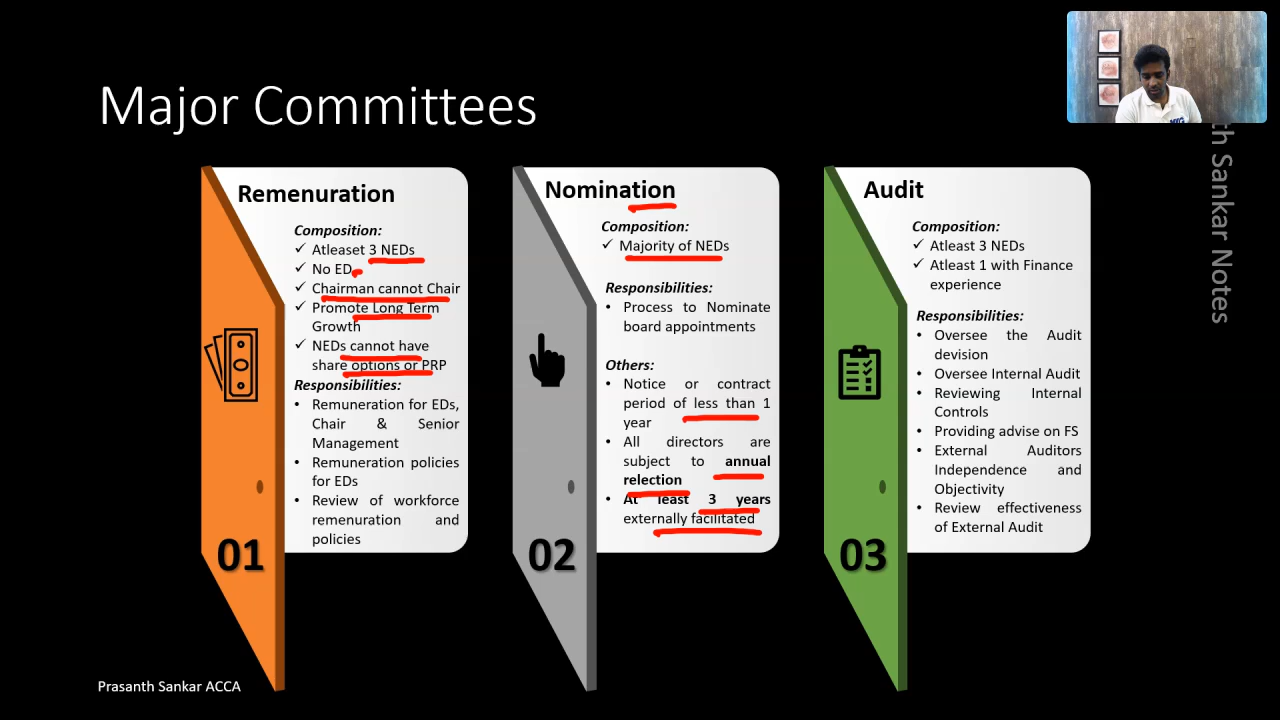 Major Committees
Remenuration
Composition:
✓ Atleaset 3 NEDs
✓ No ED
✓ Chairman cannot Chair
✓ Promote Long Term
Growth
✓ NEDs cannot have
share options or PRP
Responsibilities:
• Remuneration for EDs,
Chair & Senior
Management
• Remuneration policies
for EDs
• Review of workforce
remenuration and
policies
01
Nomination
Composition:
✓ Majority of NEDs
Responsibilities:
• Process to Nominate
board appointments
Others:
• Notice or contract
period of less than 1
year
• All directors are
subject to annual
relection
• At least 3 years
externally facilitated
02
Audit
Composition:
✓ Atleast 3 NEDs
✓ Atleast 1 with Finance
experience
Responsibilities:
• Oversee the Audit
devision
• Oversee Internal Audit
• Reviewing Internal
Controls
• Providing advise on FS
• External Auditors
Independence and
Objectivity
• Review effectiveness
of External Audit
03
Sankar Notes
Prasanth Sankar ACCA